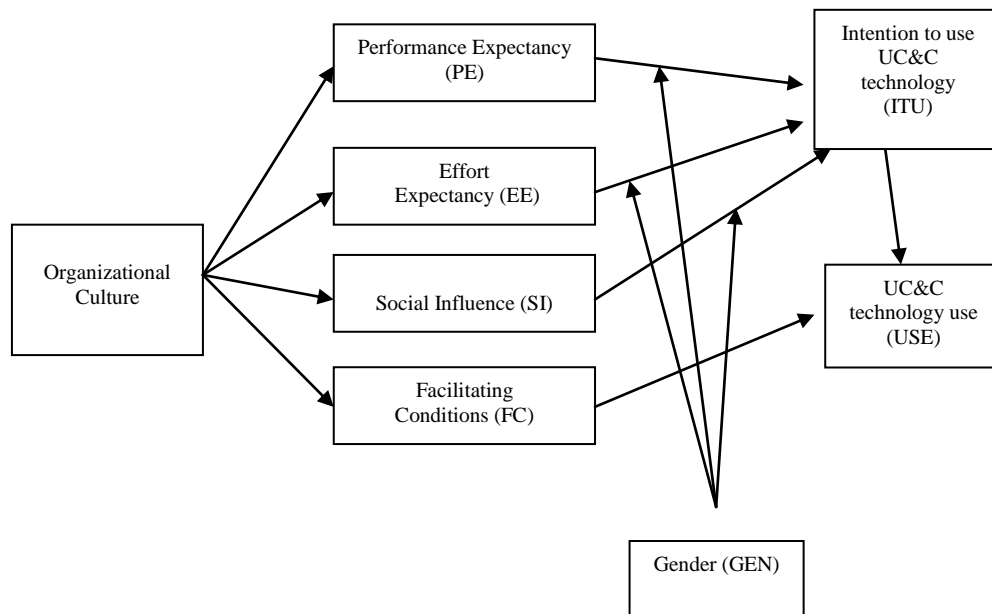 Performance Expectancy
(PE)
Intention to use
UC&C
technology
(ITU)
Effort
Expectancy (EE)
Organizational
Culture
Social Influence (SI)
UC&C
technology use
(USE)
Facilitating
Conditions (FC)
Gender (GEN)